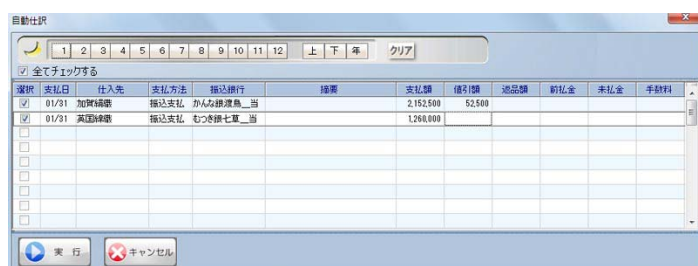 自動仕訳
1 2 3 4 5 6 7 8 9 10 11 12 上 下 年 クリア
全てチェックする
選択 支払日 仕入先 支払方法 振込銀行 摘要 支払額 値引額 返品額 前払金 未払金 手数料
01/31 加賀絹織 振込支払 かんな銀渡鳥__当 2,152,500 52,500
01/31 英国綿織 振込支払 むつき銀七草__当 1,260,000
実 行 キャンセル